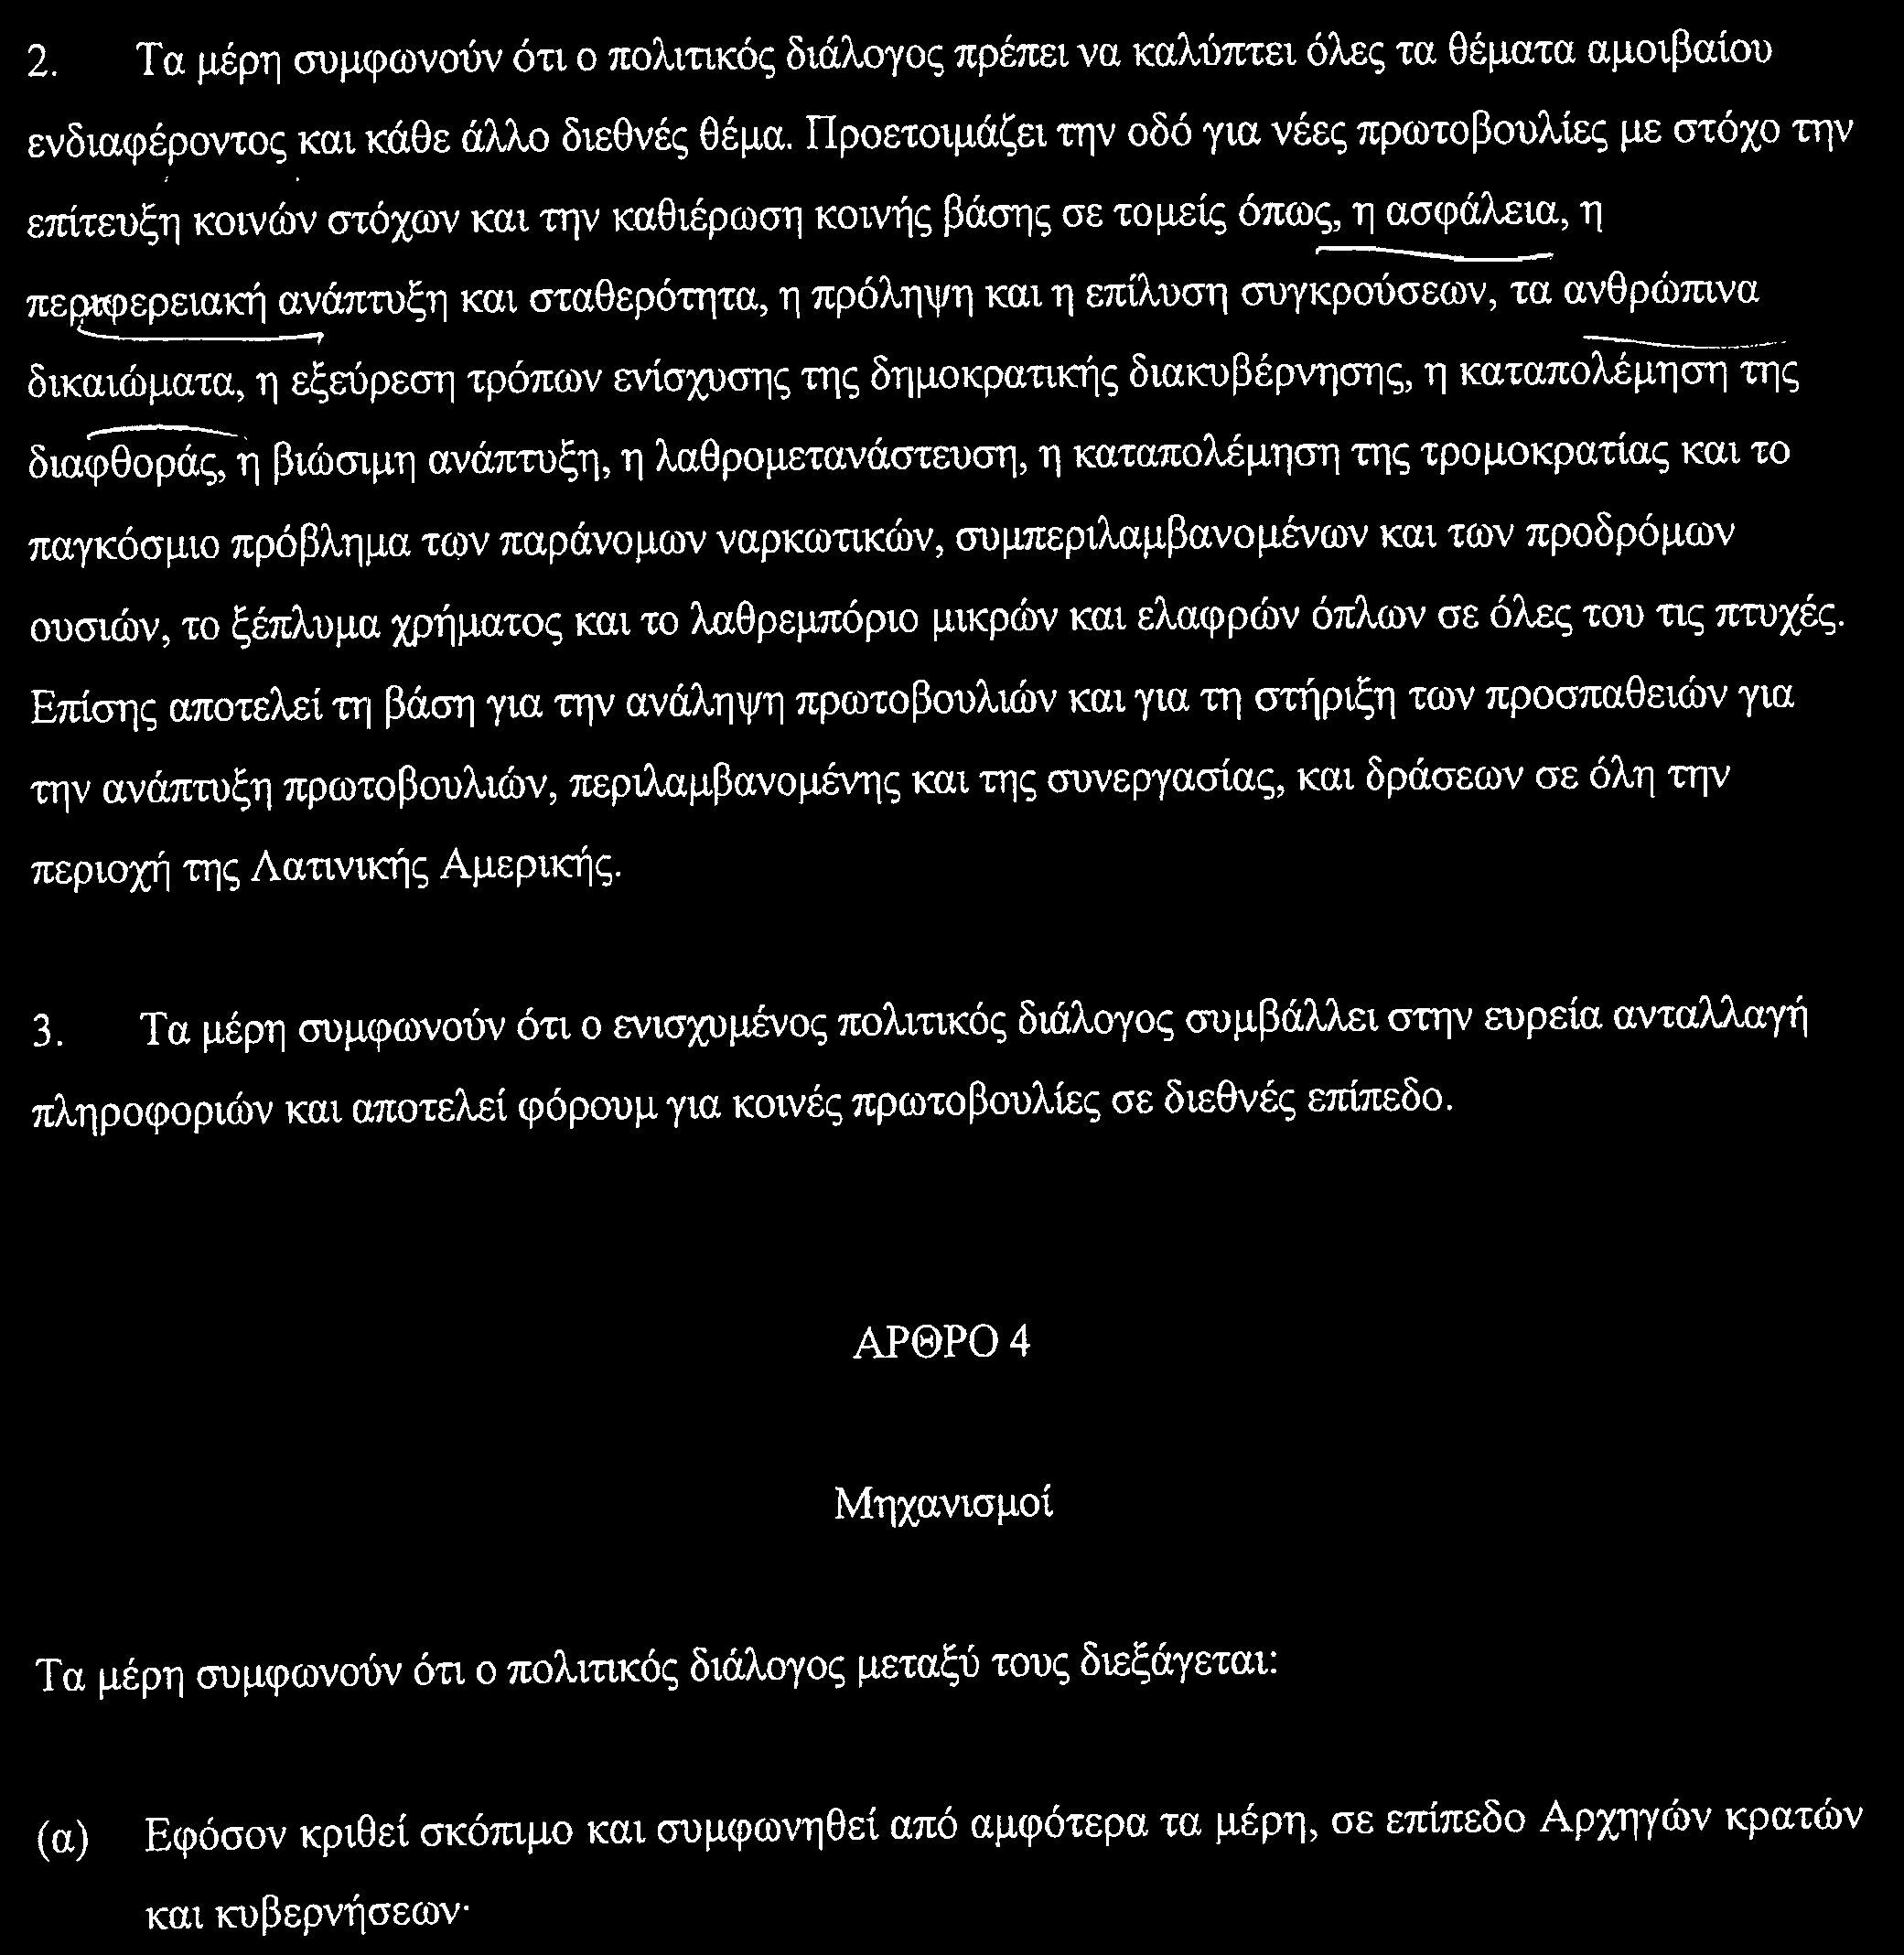 2. Τα μέρη συμφωνούν ότι ο πολιτικός διάλογος πρέπει να καλύπτει όλες τα θέματα αμοιβαίου
ενδιαφέροντος και κάθε άλλο διεθνές θέμα. Προετοιμάζει την οδό για νέες πρωτοβουλίες με στόχο την
επίτευξη κοινών στόχων και την καθιέρωση κοινής βάσης σε τομείς όπως, η ασφάλεια, η
περιφερειακή ανάπτυξη και σταθερότητα, η πρόληψη και η επίλυση συγκρούσεων, τα ανθρώπινα
δικαιώματα, η εξεύρεση τρόπων ενίσχυσης της δημοκρατικής διακυβέρνησης, η καταπολέμηση της
διαφθοράς, η βιώσιμη ανάπτυξη, η λαθρομετανάστευση, η καταπολέμηση της τρομοκρατίας και το
παγκόσμιο πρόβλημα των παράνομων ναρκωτικών, συμπεριλαμβανομένων και των προδρόμων
ουσιών, το ξέπλυμα χρήματος και το λαθρεμπόριο μικρών και ελαφρών όπλων σε όλες του τις πτυχές.
Επίσης αποτελεί τη βάση για την ανάληψη πρωτοβουλιών και για τη στήριξη των προσπαθειών για
την ανάπτυξη πρωτοβουλιών, περιλαμβανομένης και της συνεργασίας, και δράσεων σε όλη την
περιοχή της Λατινικής Αμερικής.
3. Τα μέρη συμφωνούν ότι ο ενισχυμένος πολιτικός διάλογος συμβάλλει στην ευρεία ανταλλαγή
πληροφοριών και αποτελεί φόρουμ για κοινές πρωτοβουλίες σε διεθνές επίπεδο.
ΑΡΘΡΟ 4
Μηχανισμοί
Τα μέρη συμφωνούν ότι ο πολιτικός διάλογος μεταξύ τους διεξάγεται:
(α) Εφόσον κριθεί σκόπιμο και συμφωνηθεί από αμφότερα τα μέρη, σε επίπεδο Αρχηγών κρατών
και κυβερνήσεων·